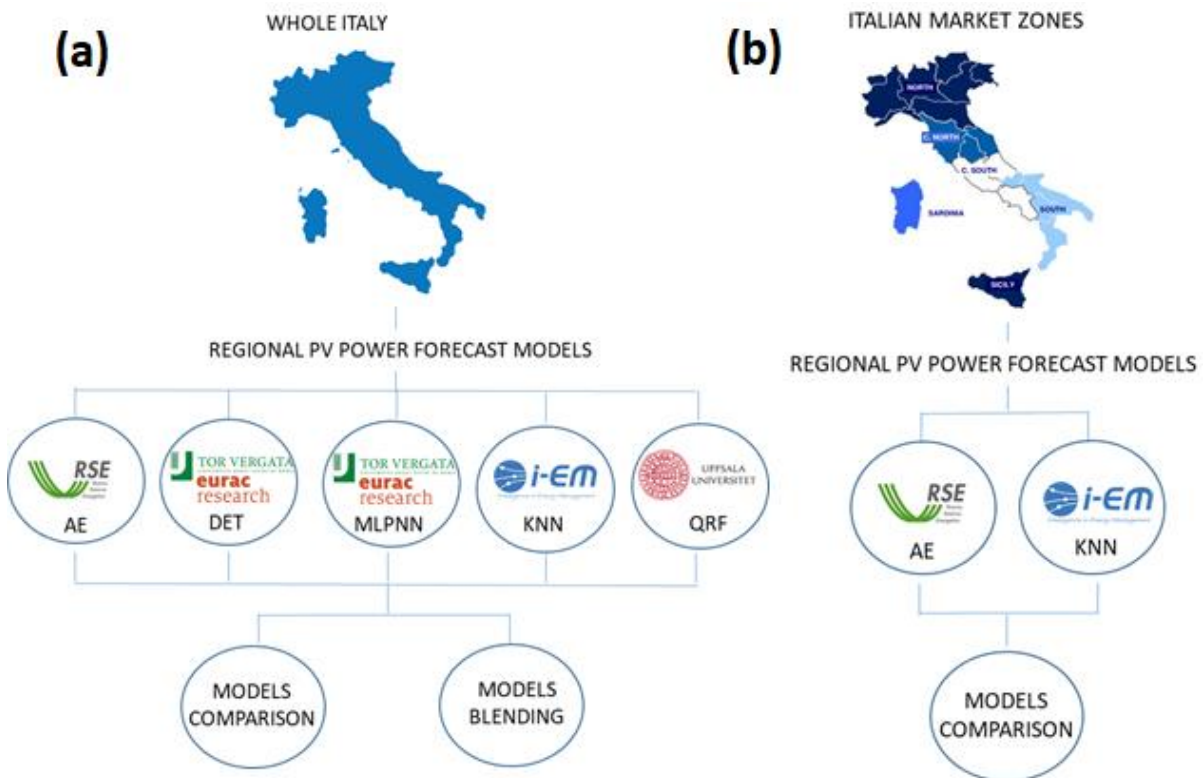 (a)
WHOLE ITALY
REGIONAL PV POWER FORECAST MODELS
RSE
AE
TOR VERGATA
eurac
research
DET
TOR VERGATA
eurac
research
MLPNN
i-EM
KNN
UPPSALA
UNIVERSITET
QRF
MODELS
COMPARISON
MODELS
BLENDING
(b)
ITALIAN MARKET ZONES
NORTH
C. NORTH
C. SOUTH
SARDINIA
SOUTH
SICILY
REGIONAL PV POWER FORECAST MODELS
RSE
AE
i-EM
KNN
MODELS
COMPARISON